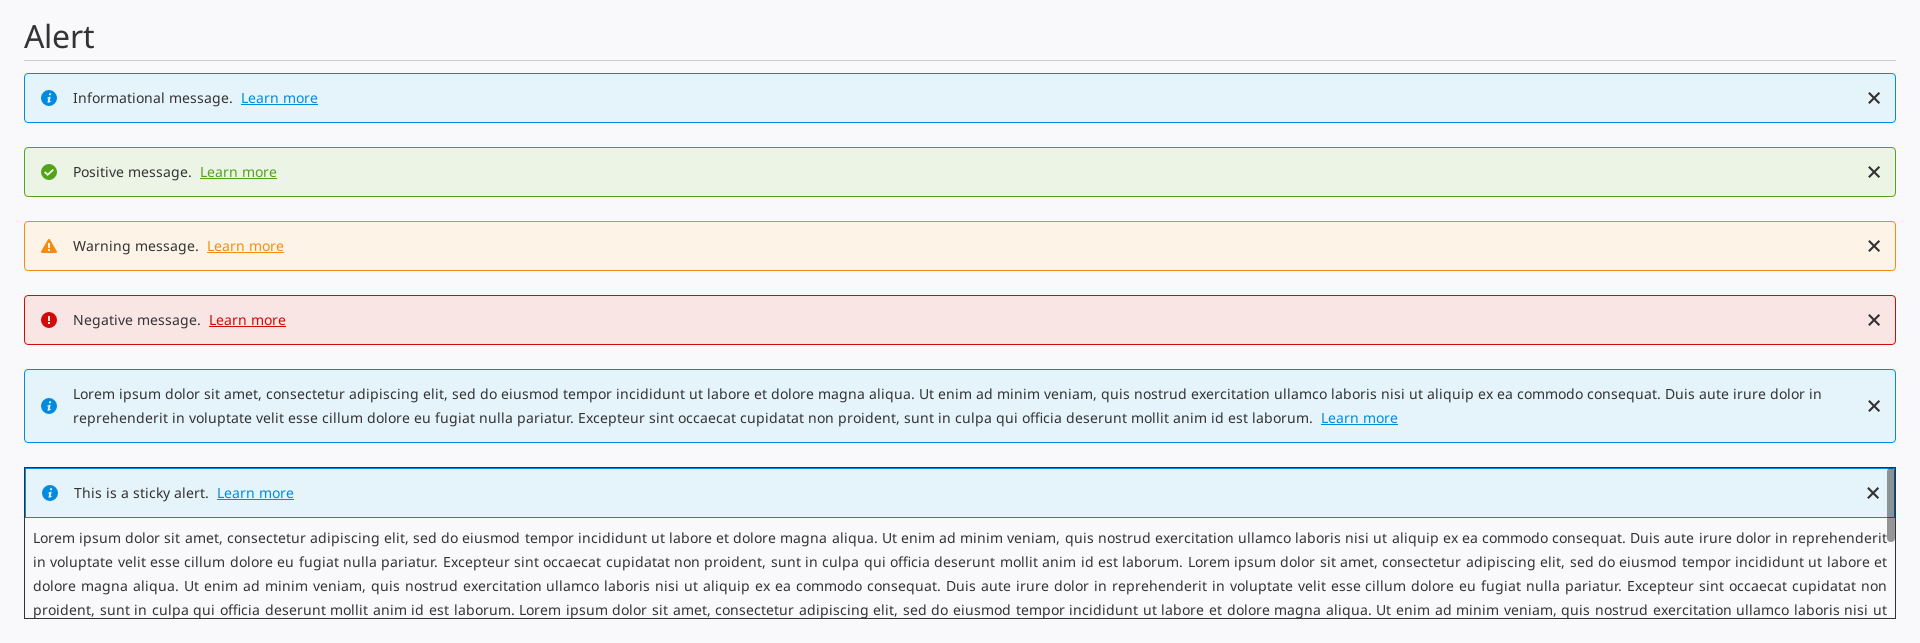 Alert
Informational message. Learn more
Positive message. Learn more
Warning message. Learn more
Negative message. Learn more
Lorem ipsum dolor sit amet, consectetur adipiscing elit, sed do eiusmod tempor incididunt ut labore et dolore magna aliqua. Ut enim ad minim veniam, quis nostrud exercitation ullamco laboris nisi ut aliquip ex ea commodo consequat. Duis aute irure dolor in
reprehenderit in voluptate velit esse cillum dolore eu fugiat nulla pariatur. Excepteur sint occaecat cupidatat non proident, sunt in culpa qui officia deserunt mollit anim id est laborum. Learn more
This is a sticky alert. Learn more
Lorem ipsum dolor sit amet, consectetur adipiscing elit, sed do eiusmod tempor incididunt ut labore et dolore magna aliqua. Ut enim ad minim veniam, quis nostrud exercitation ullamco laboris nisi ut aliquip ex ea commodo consequat. Duis aute irure dolor in reprehenderit
in voluptate velit esse cillum dolore eu fugiat nulla pariatur. Excepteur sint occaecat cupidatat non proident, sunt in culpa qui officia deserunt mollit anim id est laborum. Lorem ipsum dolor sit amet, consectetur adipiscing elit, sed do eiusmod tempor incididunt ut labore et
dolore magna aliqua. Ut enim ad minim veniam, quis nostrud exercitation ullamco laboris nisi ut aliquip ex ea commodo consequat. Duis aute irure dolor in reprehenderit in voluptate velit esse cillum dolore eu fugiat nulla pariatur. Excepteur sint occaecat cupidatat non
proident, sunt in culpa qui officia deserunt mollit anim id est laborum. Lorem ipsum dolor sit amet, consectetur adipiscing elit, sed do eiusmod tempor incididunt ut labore et dolore magna aliqua. Ut enim ad minim veniam, quis nostrud exercitation ullamco laboris nisi ut